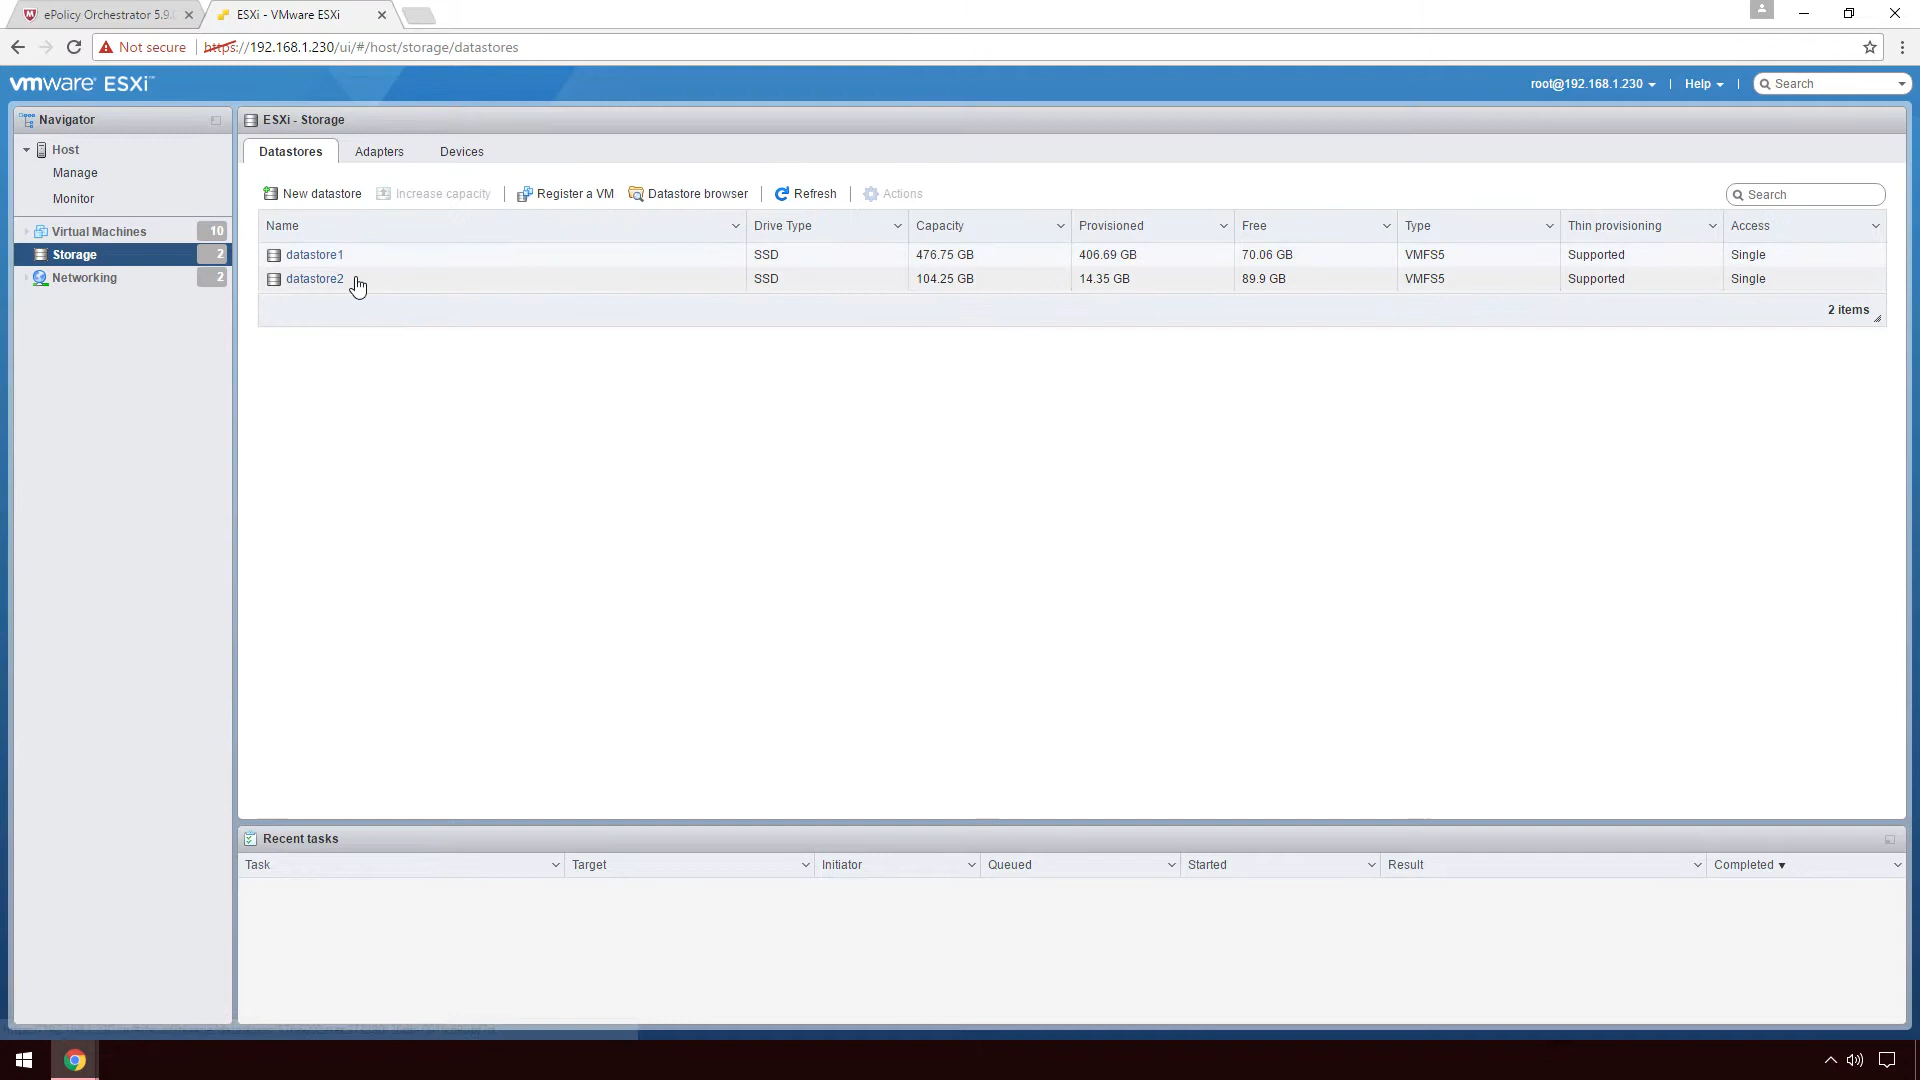 ePolicy Orchestrator 5.9.
ESXi - VMware ESXi
Not secure
https://192.168.1.230/ui/#/host/storage/datastores
vmware ESXi
root@192.168.1.230
Help
Search
Navigator
ESXi - Storage
Host
Manage
Monitor
Virtual Machines 10
Storage 2
Networking 2
Datastores Adapters Devices
New datastore Increase capacity Register a VM Datastore browser Refresh Actions
Search
Name Drive Type Capacity Provisioned Free Type Thin provisioning Access
datastore1 SSD 476.75 GB 406.69 GB 70.06 GB VMFS5 Supported Single
datastore2 SSD 104.25 GB 14.35 GB 89.9 GB VMFS5 Supported Single
2 items
Recent tasks
Task Target Initiator Queued Started Result Completed